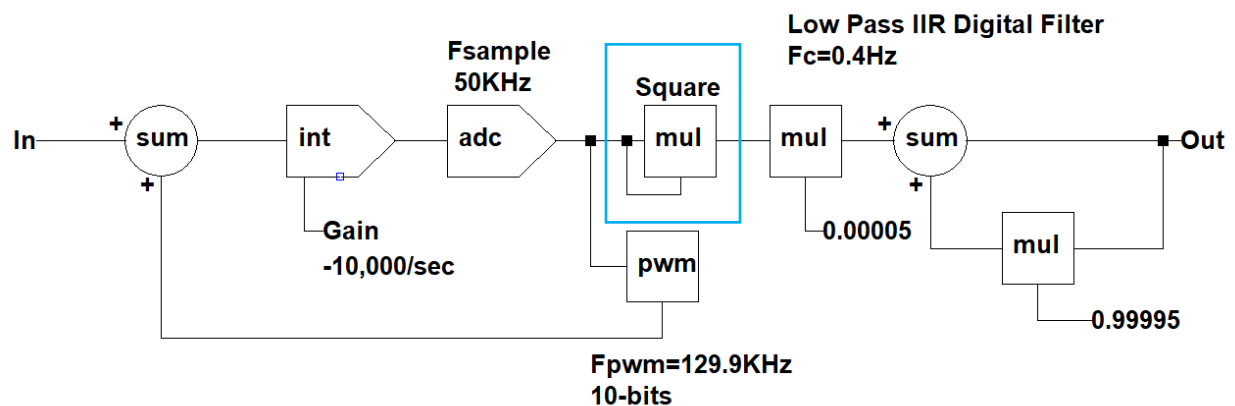 Low Pass IIR Digital Filter
Fc=0.4Hz
Fsample
50KHz
Square
In
+
sum
+
int
adc
mul
mul
+
sum
+
Out
Gain
-10,000/sec
pwm
0.00005
mul
0.99995
Fpwm=129.9KHz
10-bits